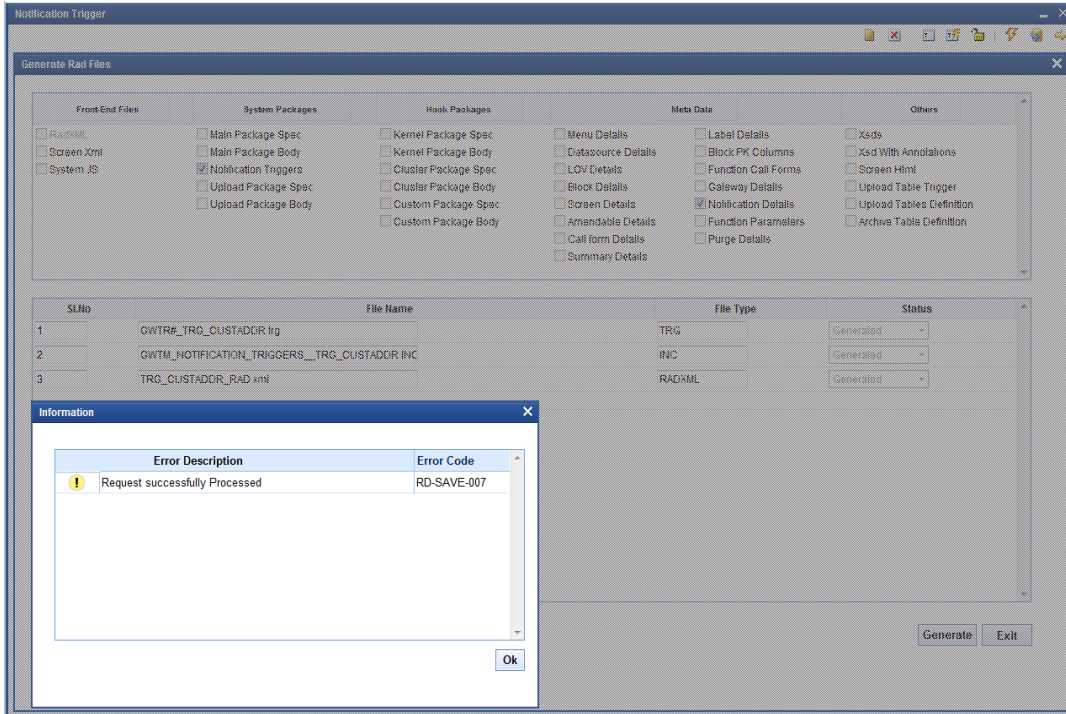 Notification Trigger
Generate Rad Files
Front-End Files System Packages Hook Packages Meta Data Others
RadXML Main Package Spec Kernel Package Spec Menu Details Label Details Xsds
Screen Xml Main Package Body Kernel Package Body Datasource Details Block PK Columns Xsd With Annotations
System JS Notification Triggers Cluster Package Spec LOV Details Function Call Forms Screen Html
Upload Package Spec Cluster Package Body Block Details Gateway Details Upload Table Trigger
Upload Package Body Custom Package Spec Screen Details Notification Details Upload Tables Definition
Custom Package Body Amendable Details Function Parameters Archive Table Definition
Call form Details Purge Details
Summary Details
Sl.No File Name File Type Status
1 GWTR#_TRG_CUSTADDR.trg TRG Generated
2 GWTM_NOTIFICATION_TRIGGERS__TRG_CUSTADDR.INC INC Generated
3 TRG_CUSTADDR_RAD.xml RADXML Generated
Information
Error Description Error Code
Request successfully Processed RD-SAVE-007
Ok
Generate Exit